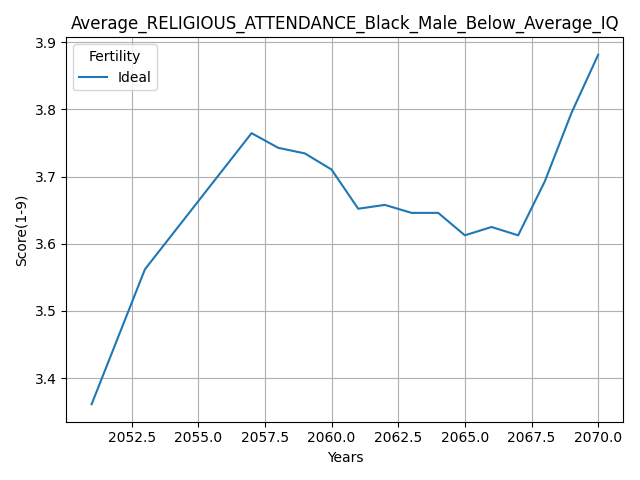 Average_RELIGIOUS_ATTENDANCE_Black_Male_Below_Average_IQ
Fertility
Ideal
3.9
3.8
3.7
3.6
3.5
3.4
Score(1-9)
2052.5 2055.0 2057.5 2060.0 2062.5 2065.0 2067.5 2070.0
Years